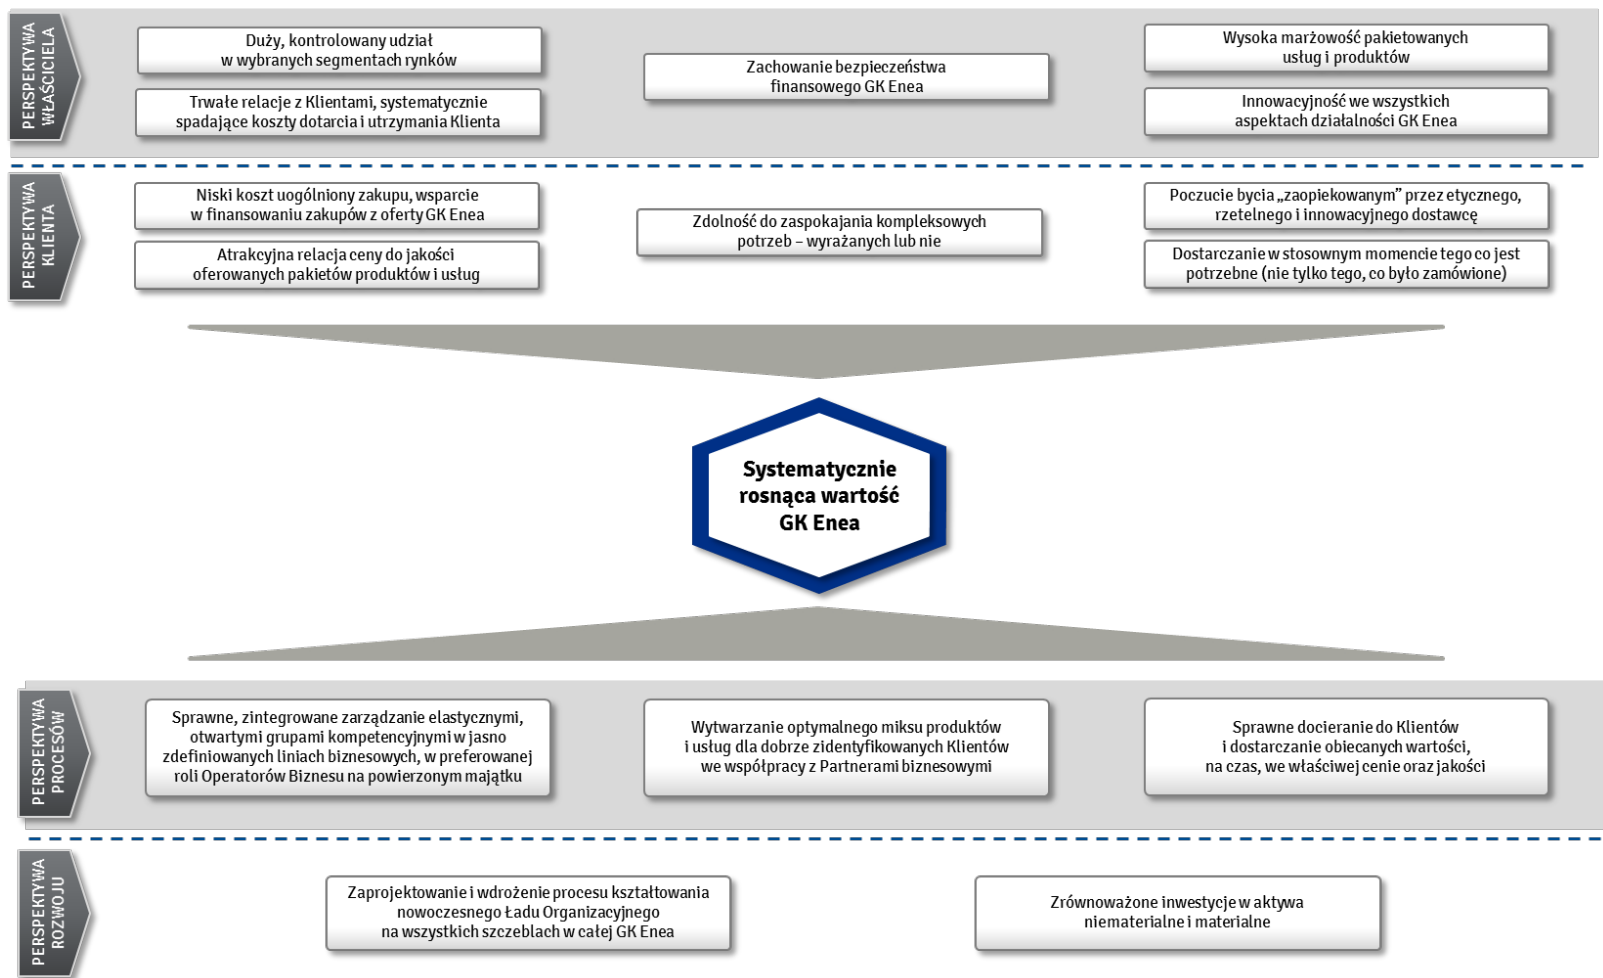 PERSPEKTYWA
WŁAŚCICIELA
Duży, kontrolowany udział
w wybranych segmentach rynków
Trwałe relacje z Klientami, systematycznie
spadające koszty dotarcia i utrzymania Klienta
Zachowanie bezpieczeństwa
finansowego GK Enea
Wysoka marżowość pakietowanych
usług i produktów
Innowacyjność we wszystkich
aspektach działalności GK Enea
PERSPEKTYWA
KLIENTA
Niski koszt uogólniony zakupu, wsparcie
w finansowaniu zakupów z oferty GK Enea
Atrakcyjna relacja ceny do jakości
oferowanych pakietów produktów i usług
Zdolność do zaspokajania kompleksowych
potrzeb – wyrażanych lub nie
Poczucie bycia „zaopiekowanym” przez etycznego,
rzetelnego i innowacyjnego dostawcę
Dostarczanie w stosownym momencie tego co jest
potrzebne (nie tylko tego, co było zamówione)
Systematycznie
rosnąca wartość
GK Enea
PERSPEKTYWA
PROCESÓW
Sprawne, zintegrowane zarządzanie elastycznymi,
otwartymi grupami kompetencyjnymi w jasno
zdefiniowanych liniach biznesowych, w preferowanej
roli Operatorów Biznesu na powierzonym majątku
Wytwarzanie optymalnego miksu produktów
i usług dla dobrze zidentyfikowanych Klientów
we współpracy z Partnerami biznesowymi
Sprawne docieranie do Klientów
i dostarczanie obiecanych wartości,
na czas, we właściwej cenie oraz jakości
PERSPEKTYWA
ROZWOJU
Zaprojektowanie i wdrożenie procesu kształtowania
nowoczesnego Ładu Organizacyjnego
na wszystkich szczeblach w całej GK Enea
Zrównoważone inwestycje w aktywa
niematerialne i materialne